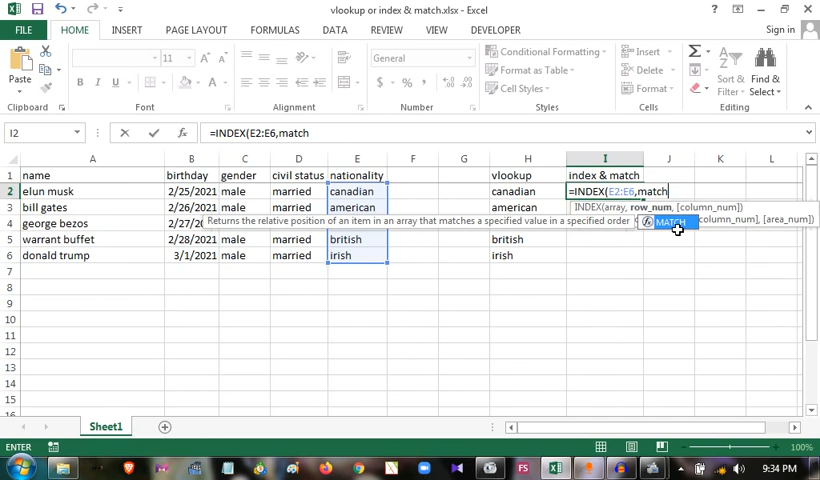 vlookup or index & match.xlsx - Excel
Sign in
FILE HOME INSERT PAGE LAYOUT FORMULAS DATA REVIEW VIEW DEVELOPER
Paste
11
General
Conditional Formatting
Format as Table
Cell Styles
Insert
Delete
Format
Sort & Filter
Find & Select
Clipboard Font Alignment Number Styles Cells Editing
I2 =INDEX(E2:E6,match
A B C D E F G H I J K L
1 name birthday gender civil status nationality vlookup index & match
2 elun musk 2/25/2021 male married canadian canadian =INDEX(E2:E6,match
3 bill gates 2/26/2021 male married american american INDEX(array, row_num, [column_num])
4 george bezos 2/27/20 Returns the relative position of an item in an array that matches a specified value in a specified order MATCH column_num], [area_num])
5 warrant buffet 2/28/2021 male married british british
6 donald trump 3/1/2021 male married irish irish
7
8
9
10
11
12
13
14
15
Sheet1
ENTER 100%
9:34 PM